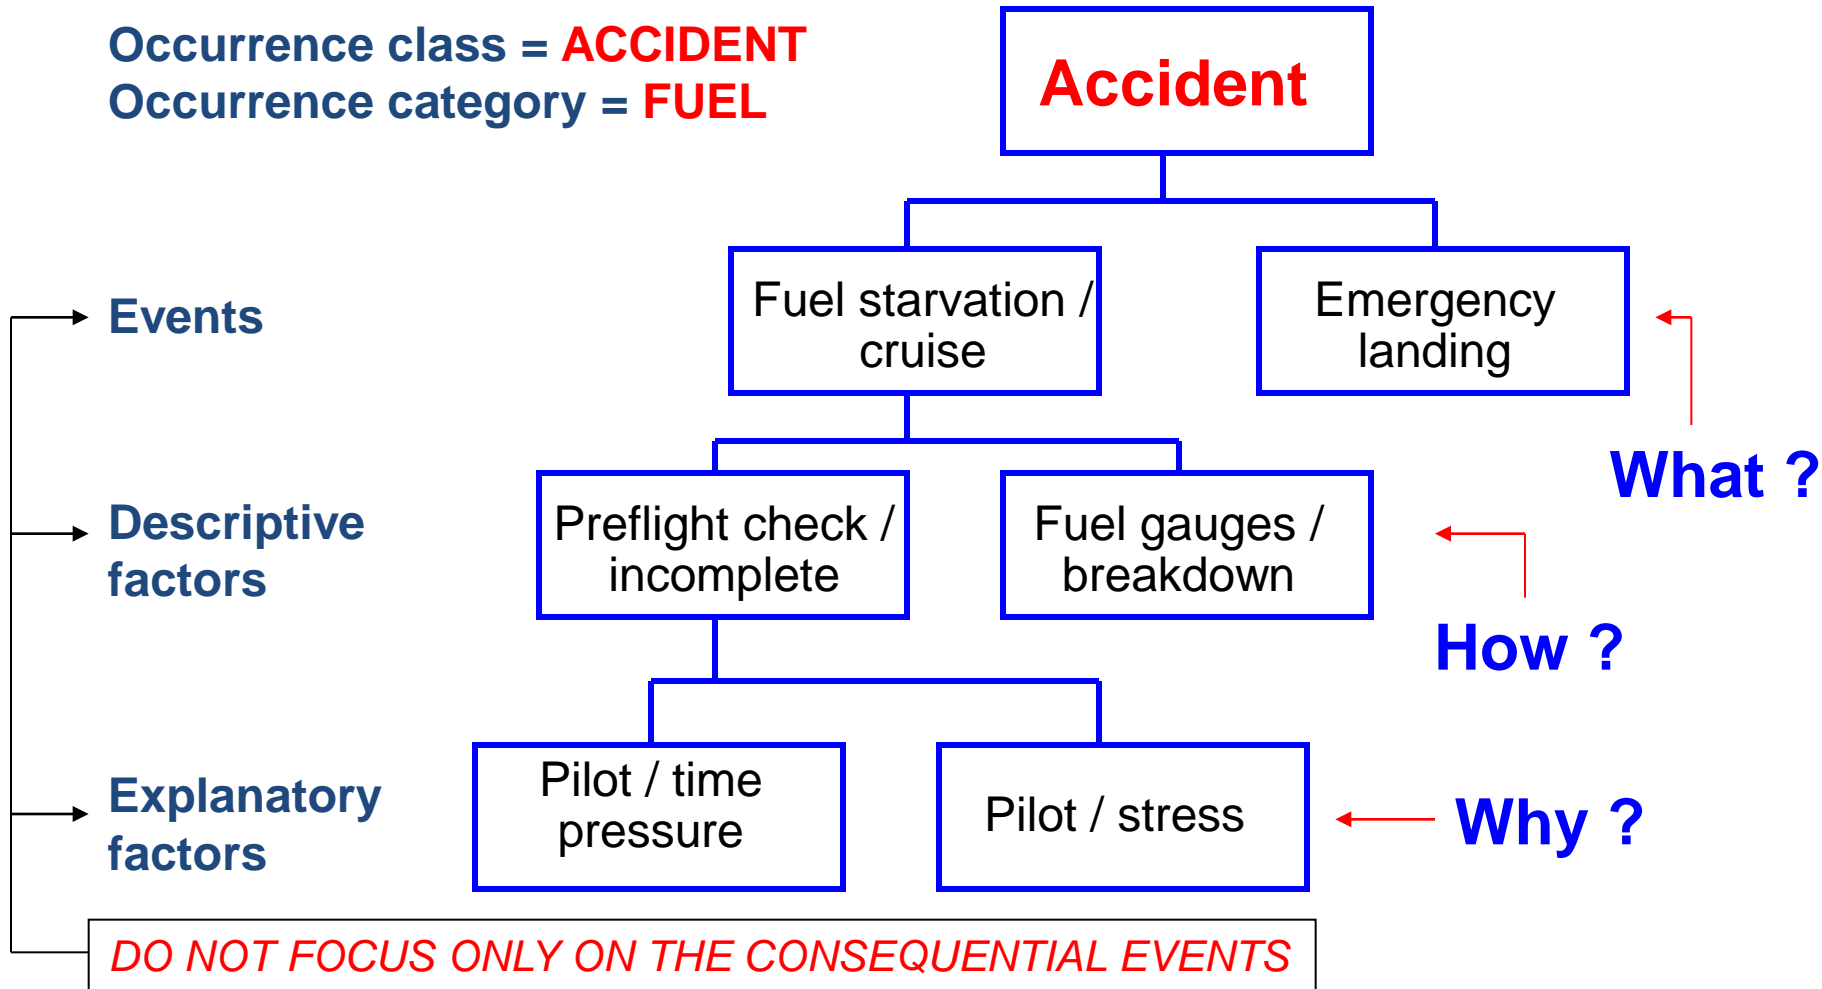 Occurrence class = ACCIDENT
Occurrence category = FUEL
Accident
Events
Fuel starvation /
cruise
Emergency
landing
What ?
Descriptive
factors
Preflight check /
incomplete
Fuel gauges /
breakdown
How ?
Explanatory
factors
Pilot / time
pressure
Pilot / stress
Why ?
DO NOT FOCUS ONLY ON THE CONSEQUENTIAL EVENTS